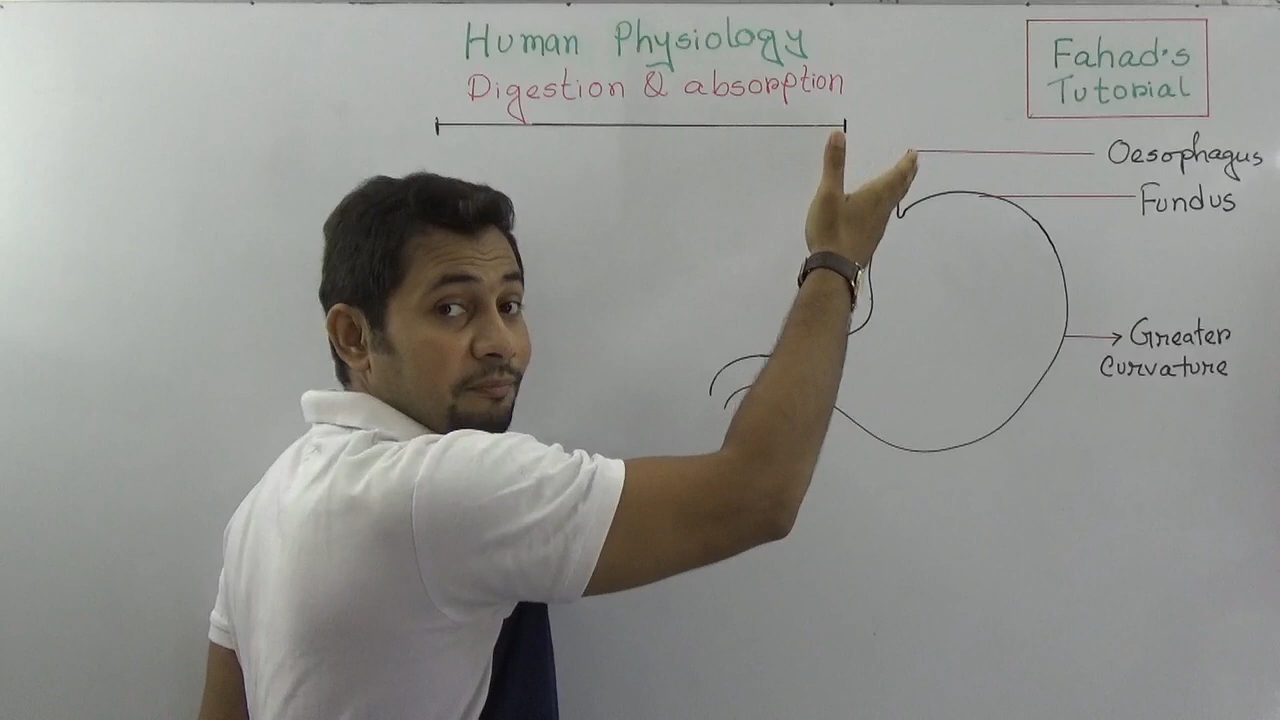 Human Physiology
Digestion & absorption
Fahad's
Tutorial
Oesophagus
Fundus
Greater
Curvature